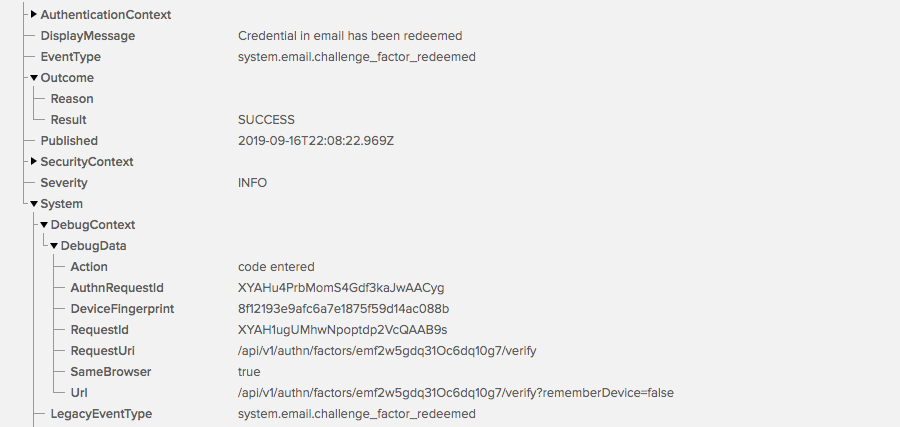 AuthenticationContext
DisplayMessage Credential in email has been redeemed
EventType system.email.challenge_factor_redeemed
Outcome
Reason
Result SUCCESS
Published 2019-09-16T22:08:22.969Z
SecurityContext
Severity INFO
System
DebugContext
DebugData
Action code entered
AuthnRequestId XYAHu4PrbMomS4Gdf3kaJwAACyg
DeviceFingerprint 8f12193e9afc6a7e1875f59d14ac088b
RequestId XYAH1ugUMhwNpoptdp2VcQAAB9s
RequestUri /api/v1/authn/factors/emf2w5gdq31Oc6dq10g7/verify
SameBrowser true
Url /api/v1/authn/factors/emf2w5gdq31Oc6dq10g7/verify?rememberDevice=false
LegacyEventType system.email.challenge_factor_redeemed